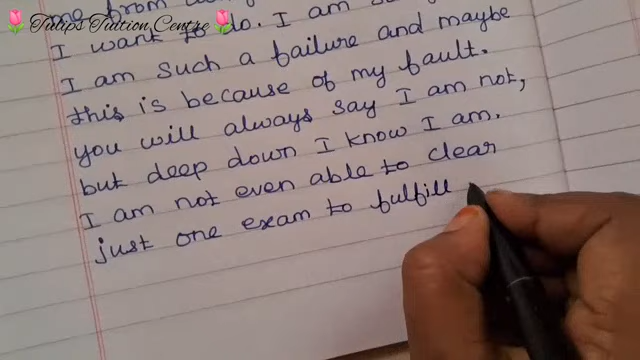 🌷Tulips Tuition Centre🌷
me from
I want to do. I am
I am such a failure and maybe
this is because of my fault.
you will always say I am not,
but deep down I know I am.
I am not even able to clear
just one exam to fulfill